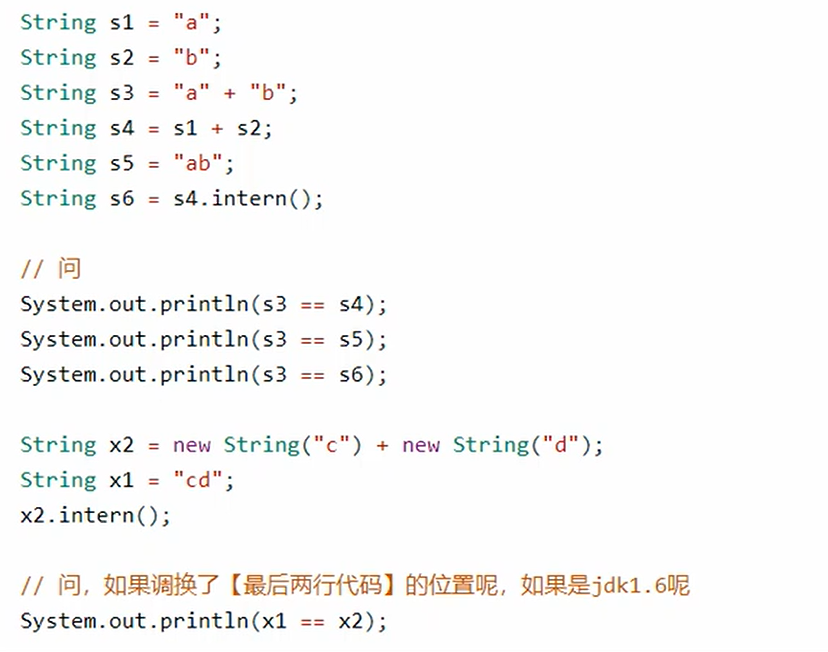 String s1 = "a";
String s2 = "b";
String s3 = "a" + "b";
String s4 = s1 + s2;
String s5 = "ab";
String s6 = s4.intern();
// 问
System.out.println(s3 == s4);
System.out.println(s3 == s5);
System.out.println(s3 == s6);
String x2 = new String("c") + new String("d");
String x1 = "cd";
x2.intern();
// 问，如果调换了【最后两行代码】的位置呢，如果是jdk1.6呢
System.out.println(x1 == x2);